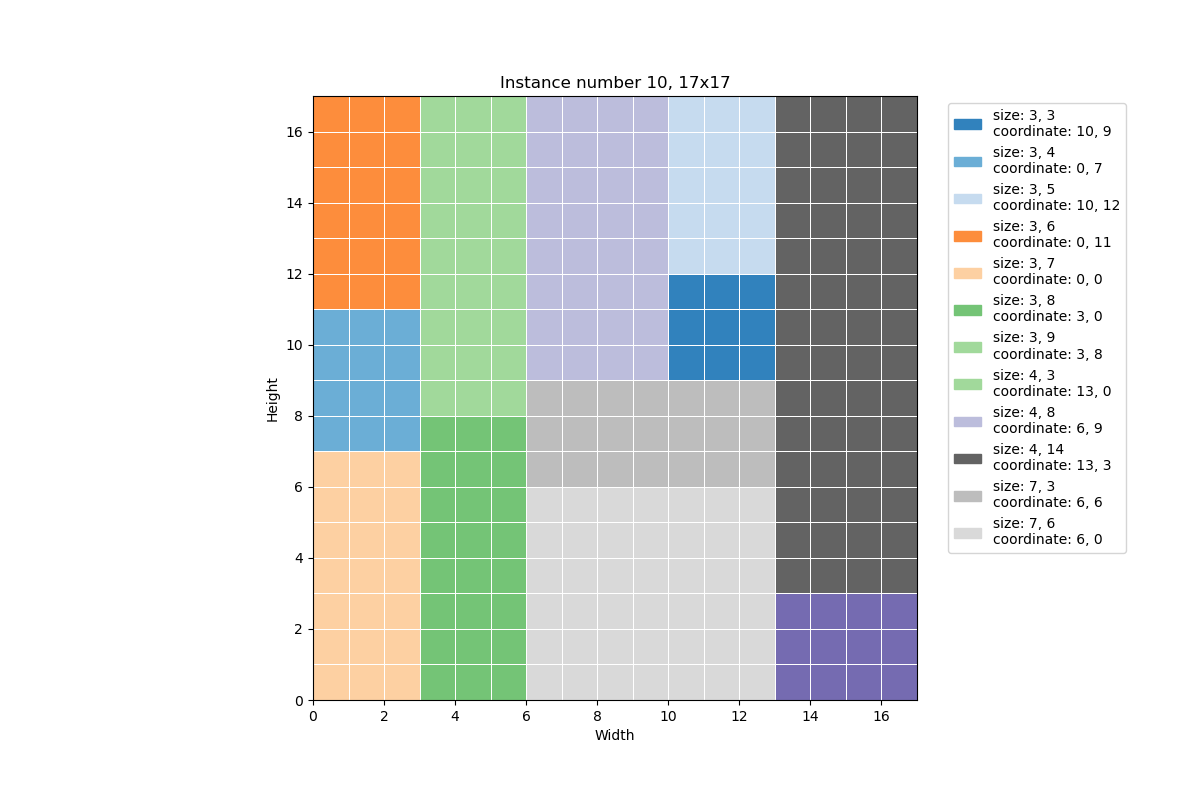 Instance number 10, 17x17
size: 3, 3
coordinate: 10, 9
size: 3, 4
coordinate: 0, 7
size: 3, 5
coordinate: 10, 12
size: 3, 6
coordinate: 0, 11
size: 3, 7
coordinate: 0, 0
size: 3, 8
coordinate: 3, 0
size: 3, 9
coordinate: 3, 8
size: 4, 3
coordinate: 13, 0
size: 4, 8
coordinate: 6, 9
size: 4, 14
coordinate: 13, 3
size: 7, 3
coordinate: 6, 6
size: 7, 6
coordinate: 6, 0
16
14
12
10
8
6
4
2
0
Height
0 2 4 6 8 10 12 14 16
Width